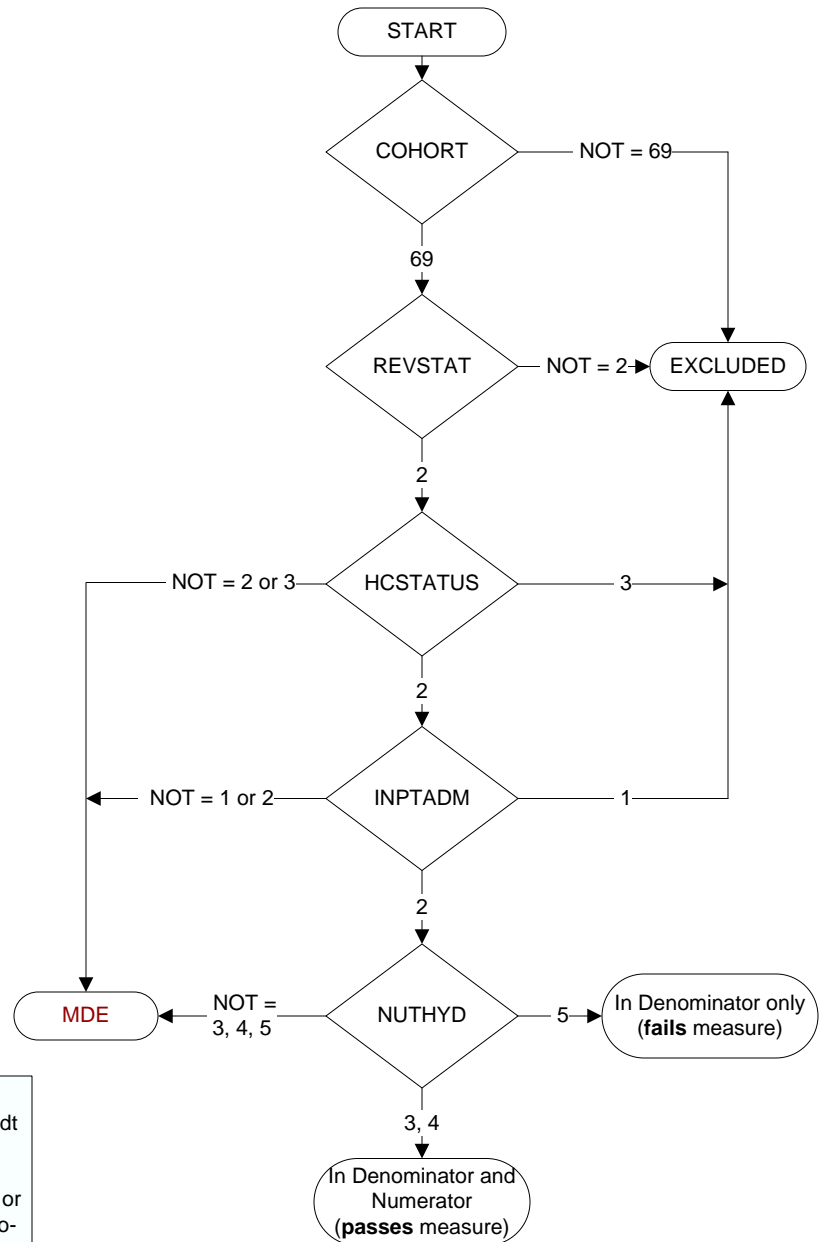 START
COHORT
NOT = 69
69
REVSTAT
NOT = 2
EXCLUDED
2
NOT = 2 or 3
HCSTATUS
3
2
NOT = 1 or 2
INPTADM
1
2
MDE
NOT =
3, 4, 5
NUTHYD
5
In Denominator only
(fails measure)
3, 4
In Denominator and
Numerator
(passes measure)
dt
or
o-